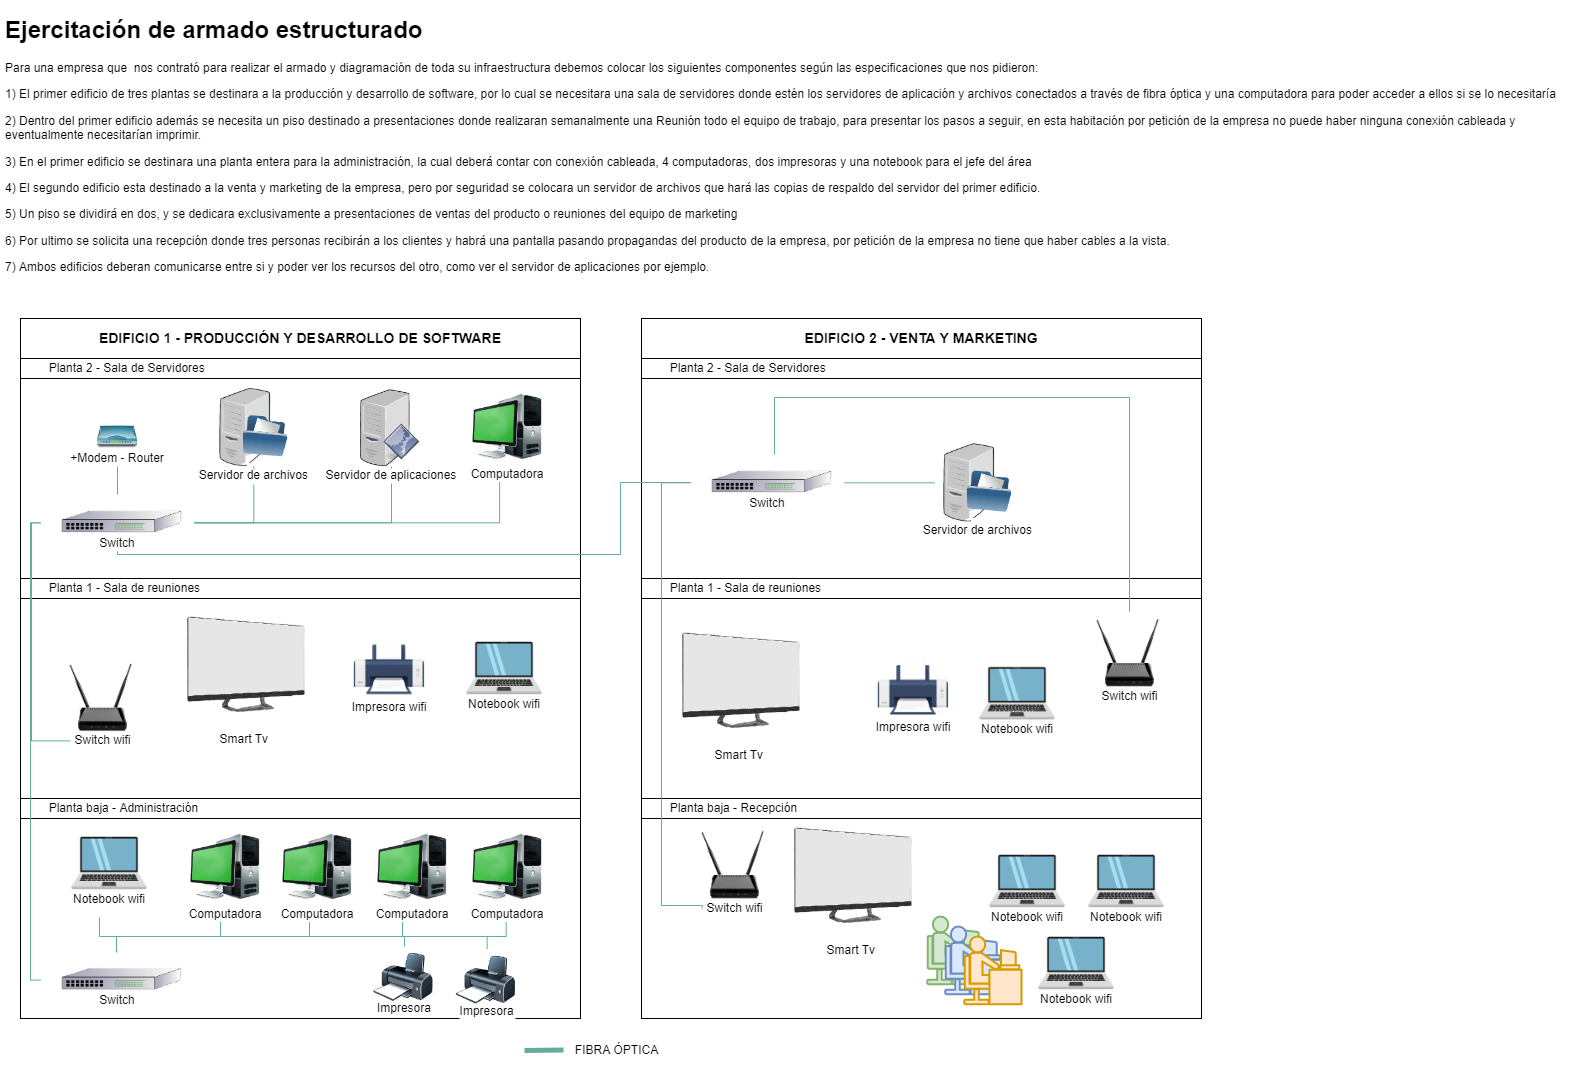 Ejercitación de armado estructurado
Para una empresa que  nos contrató para realizar el armado y diagramación de toda su infraestructura debemos colocar los siguientes componentes según las especificaciones que nos pidieron:
1) El primer edificio de tres plantas se destinara a la producción y desarrollo de software, por lo cual se necesitara una sala de servidores donde estén los servidores de aplicación y archivos conectados a través de fibra óptica y una computadora para poder acceder a ellos si se lo necesitaría
2) Dentro del primer edificio además se necesita un piso destinado a presentaciones donde realizaran semanalmente una Reunión todo el equipo de trabajo, para presentar los pasos a seguir, en esta habitación por petición de la empresa no puede haber ninguna conexión cableada y
eventualmente necesitarían imprimir.
3) En el primer edificio se destinara una planta entera para la administración, la cual deberá contar con conexión cableada, 4 computadoras, dos impresoras y una notebook para el jefe del área
4) El segundo edificio esta destinado a la venta y marketing de la empresa, pero por seguridad se colocara un servidor de archivos que hará las copias de respaldo del servidor del primer edificio.
5) Un piso se dividirá en dos, y se dedicara exclusivamente a presentaciones de ventas del producto o reuniones del equipo de marketing
6) Por ultimo se solicita una recepción donde tres personas recibirán a los clientes y habrá una pantalla pasando propagandas del producto de la empresa, por petición de la empresa no tiene que haber cables a la vista.
7) Ambos edificios deberan comunicarse entre si y poder ver los recursos del otro, como ver el servidor de aplicaciones por ejemplo.
EDIFICIO 1 - PRODUCCIÓN Y DESARROLLO DE SOFTWARE
Planta 2 - Sala de Servidores
+Modem - Router
Servidor de archivos
Servidor de aplicaciones
Computadora
Switch
Planta 1 - Sala de reuniones
Switch wifi
Smart Tv
Impresora wifi
Notebook wifi
Planta baja - Administración
Notebook wifi
Computadora
Computadora
Computadora
Computadora
Switch
Impresora
Impresora
EDIFICIO 2 - VENTA Y MARKETING
Planta 2 - Sala de Servidores
Switch
Servidor de archivos
Planta 1 - Sala de reuniones
Smart Tv
Impresora wifi
Notebook wifi
Switch wifi
Planta baja - Recepción
Switch wifi
Smart Tv
Notebook wifi
Notebook wifi
Notebook wifi
FIBRA ÓPTICA